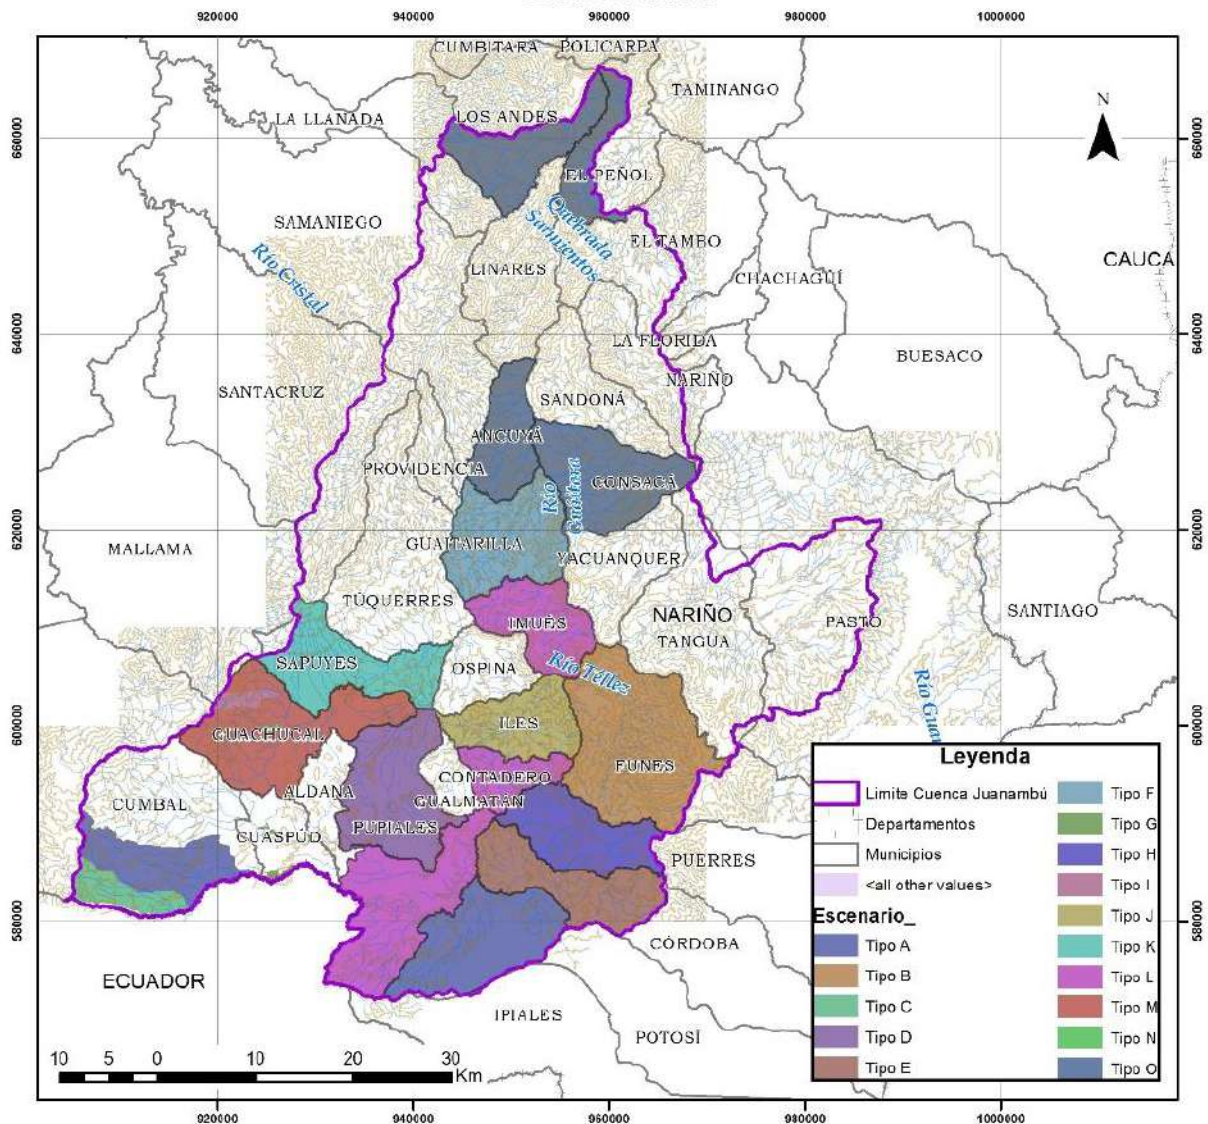 920000 940000 960000 980000 1000000
CUMBITARA POLICARPA
TAMINANGO
LA LLANADA LOS ANDES
N
660000 660000
EL PEÑOL
SAMANIEGO
Quebrada
Sarmientos
EL TAMBO
Río Cristal
LINARES
CHACHAGÜÍ
CAUCA
640000 640000
LA FLORIDA
BUESACO
NARIÑO
SANTACRUZ
SANDONÁ
ANCUYÁ
PROVIDENCIA
CONSACÁ
Río
Guáitara
620000 620000
MALLAMA
GUAITARILLA
YACUANQUER
TÚQUERRES
IMUÉS
NARIÑO
TANGUA
PASTO
SANTIAGO
SAPUYES
OSPINA
Río Téllez
Río Guar
600000 600000
GUACHUCAL
ILES
FUNES
CUMBAL
ALDANA
CONTADERO
GUALMATÁN
CUASPÚD
PUPIALES
PUERRES
580000 580000
CÓRDOBA
ECUADOR
IPIALES
POTOSÍ
Leyenda
Limite Cuenca Juanambú
Departamentos
Municipios
<all other values>
Escenario_
Tipo A
Tipo B
Tipo C
Tipo D
Tipo E
Tipo F
Tipo G
Tipo H
Tipo I
Tipo J
Tipo K
Tipo L
Tipo M
Tipo N
Tipo O
10 5 0 10 20 30
Km
920000 940000 960000 980000 1000000